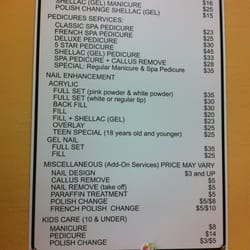 SHELLAC (GEL) MANICURE $16
POLISH CHANGE SHELLAC (GEL) $25
$15
PEDICURES SERVICES:
CLASSIC SPA PEDICURE
FRENCH SPA PEDICURE $23
DELUXE PEDICURE $25
5 STAR PEDICURE $30
SHELLAC (GEL) PEDICURE $35
SPA PEDICURE + CALLUS REMOVER $28
SPECIAL: Regular Manicure & Spa Pedicure $35
NAIL ENHANCEMENT
ACRYLIC
FULL SET (pink powder & white powder) $35
FULL SET (white or regular tip) $30
BACK FILL $30
FILL $20
FILL + SHELLAC (GEL) $35
OVERLAY $25
TEEN SPECIAL (18 years old and younger) $25
GEL NAIL
FULL SET $35
FILL $25
MISCELLANEOUS (Add-On Services) PRICE MAY VARY
NAIL DESIGN $3 and UP
CALLUS REMOVE $5
NAIL REMOVE (take off) $5
PARAFFIN TREATMENT $5
POLISH CHANGE $5/$8
FRENCH POLISH CHANGE $8/$10
KIDS CARE (10 & UNDER)
MANICURE $8
PEDICURE $14
POLISH CHANGE $3/$5